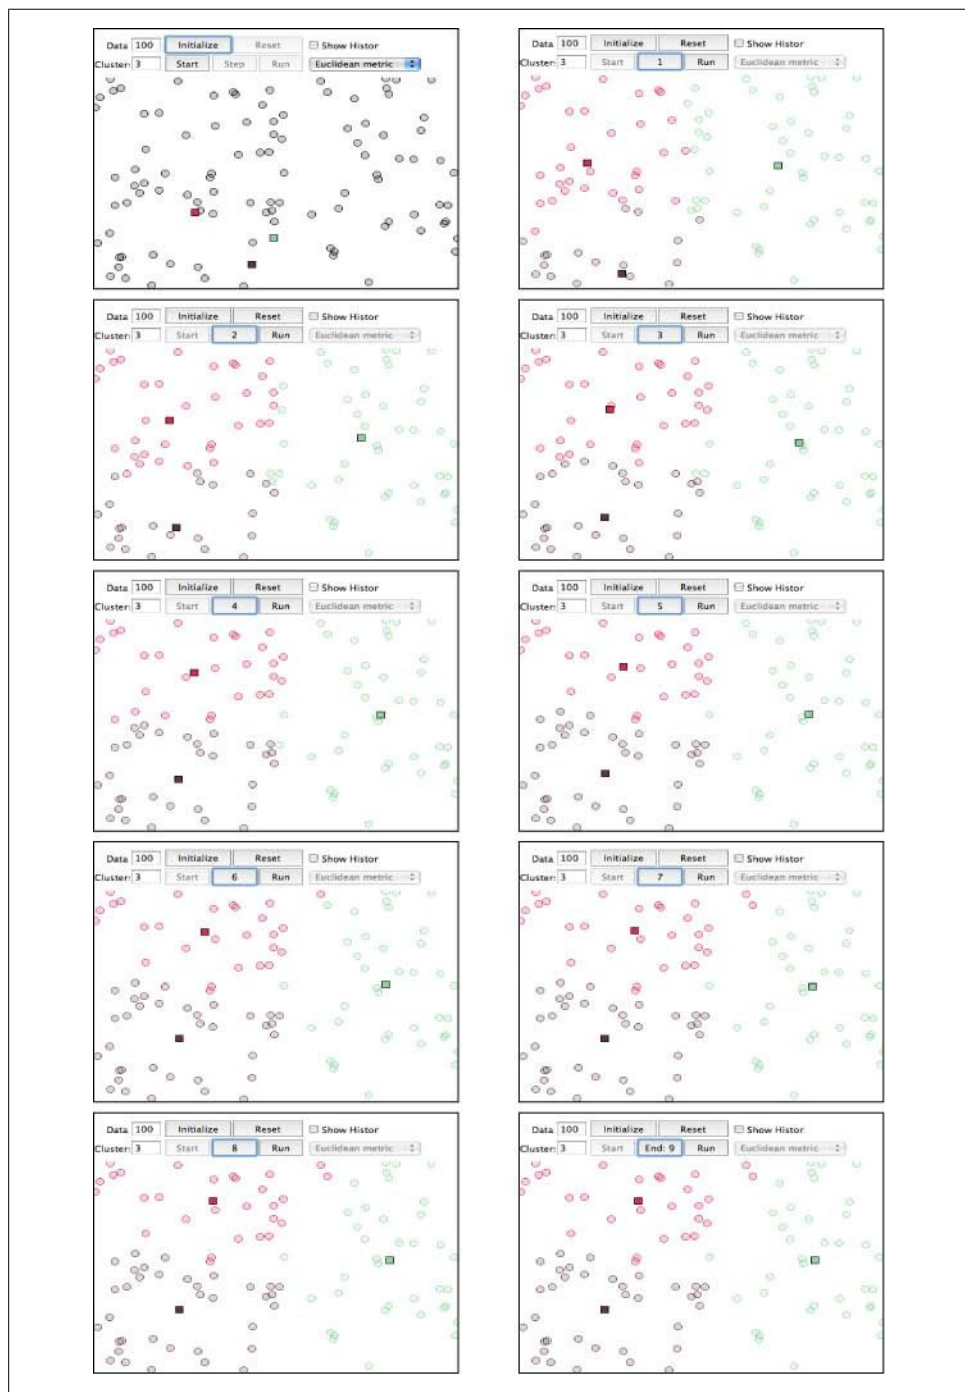 Data 100 Initialize Reset Show Histor
Cluster: 3 Start Step Run Euclidean metric
Data 100 Initialize Reset Show Histor
Cluster: 3 Start 1 Run Euclidean metric
Data 100 Initialize Reset Show Histor
Cluster: 3 Start 2 Run Euclidean metric
Data 100 Initialize Reset Show Histor
Cluster: 3 Start 3 Run Euclidean metric
Data 100 Initialize Reset Show Histor
Cluster: 3 Start 4 Run Euclidean metric
Data 100 Initialize Reset Show Histor
Cluster: 3 Start 5 Run Euclidean metric
Data 100 Initialize Reset Show Histor
Cluster: 3 Start 6 Run Euclidean metric
Data 100 Initialize Reset Show Histor
Cluster: 3 Start 7 Run Euclidean metric
Data 100 Initialize Reset Show Histor
Cluster: 3 Start 8 Run Euclidean metric
Data 100 Initialize Reset Show Histor
Cluster: 3 Start End: 9 Run Euclidean metric